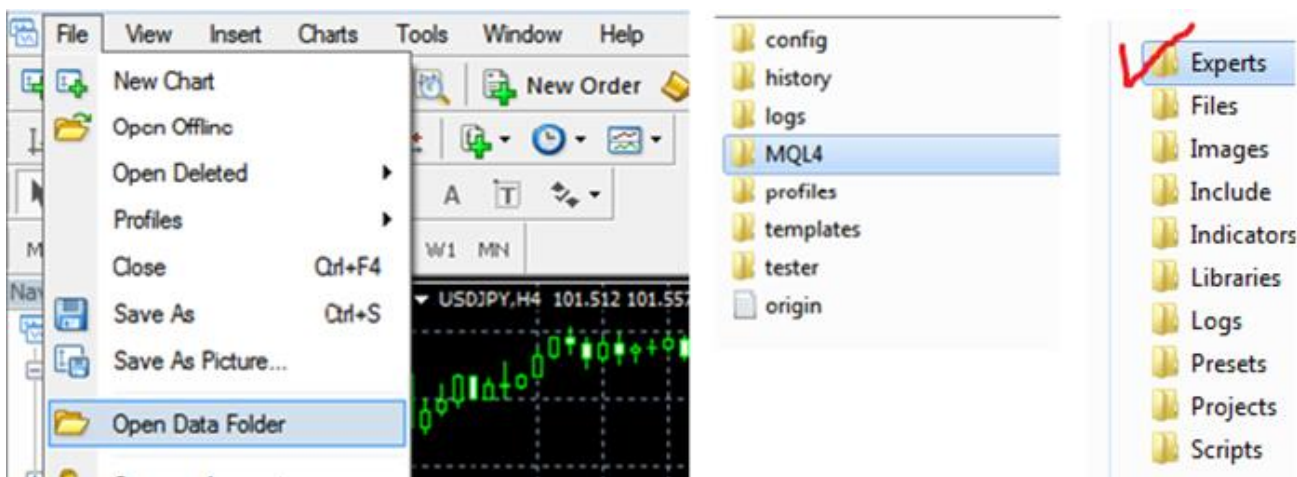 File View Insert Charts Tools Window Help
New Chart
New Order
Open Offline
Open Deleted
A T
Profiles
W1 MN
Close Ctrl+F4
USDJPY,H4 101.512 101.557
Save As Ctrl+S
Save As Picture...
Open Data Folder
config
history
logs
MQL4
profiles
templates
tester
origin
Experts
Files
Images
Include
Indicators
Libraries
Logs
Presets
Projects
Scripts